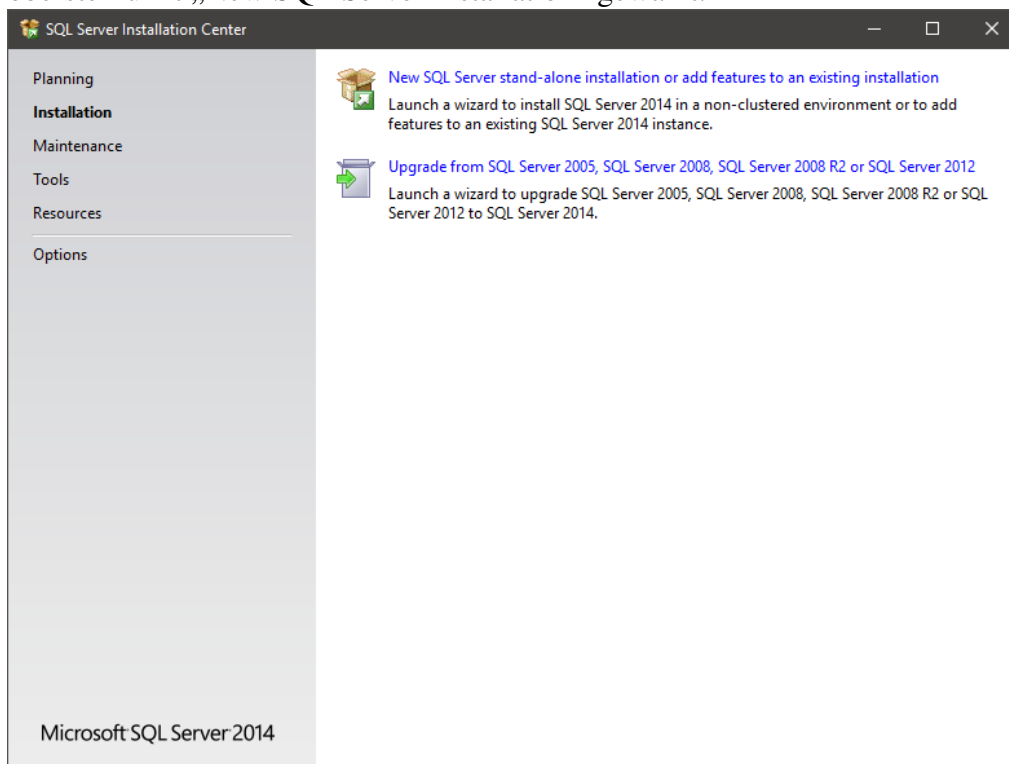 SQL Server Installation Center
Planning
Installation
Maintenance
Tools
Resources
Options
New SQL Server stand-alone installation or add features to an existing installation
Launch a wizard to install SQL Server 2014 in a non-clustered environment or to add
features to an existing SQL Server 2014 instance.
Upgrade from SQL Server 2005, SQL Server 2008, SQL Server 2008 R2 or SQL Server 2012
Launch a wizard to upgrade SQL Server 2005, SQL Server 2008, SQL Server 2008 R2 or SQL
Server 2012 to SQL Server 2014.
Microsoft SQL Server 2014